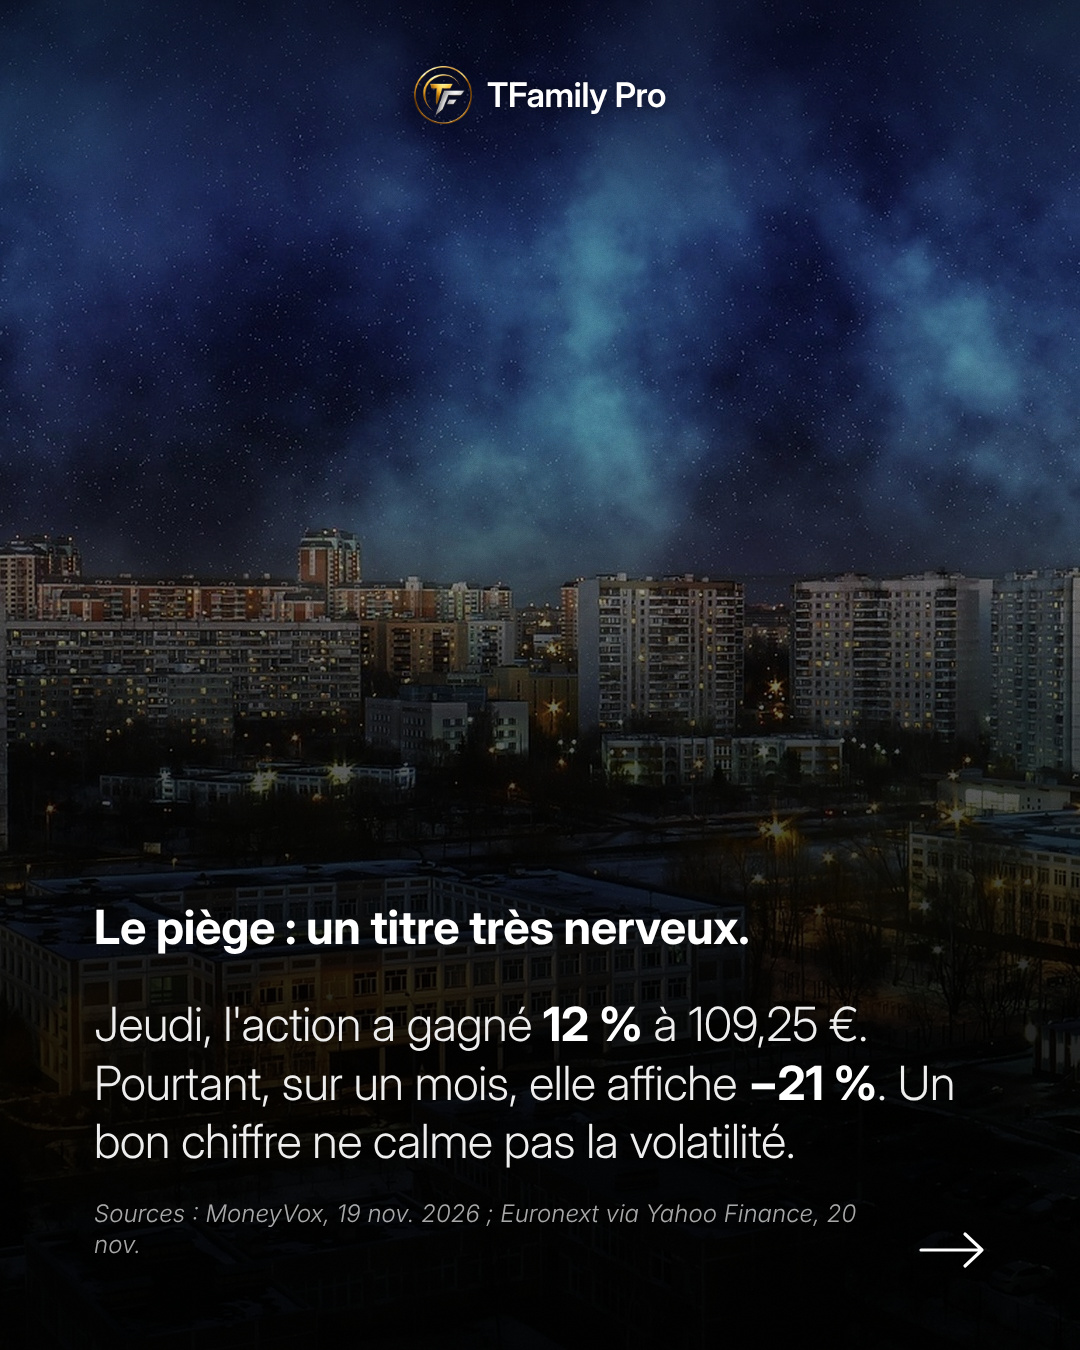 TFamily Pro
Le piège : un titre très nerveux.
Jeudi, l'action a gagné 12 % à 109,25 €.
Pourtant, sur un mois, elle affiche −21 %. Un
bon chiffre ne calme pas la volatilité.
Sources : MoneyVox, 19 nov. 2026 ; Euronext via Yahoo Finance, 20
nov.